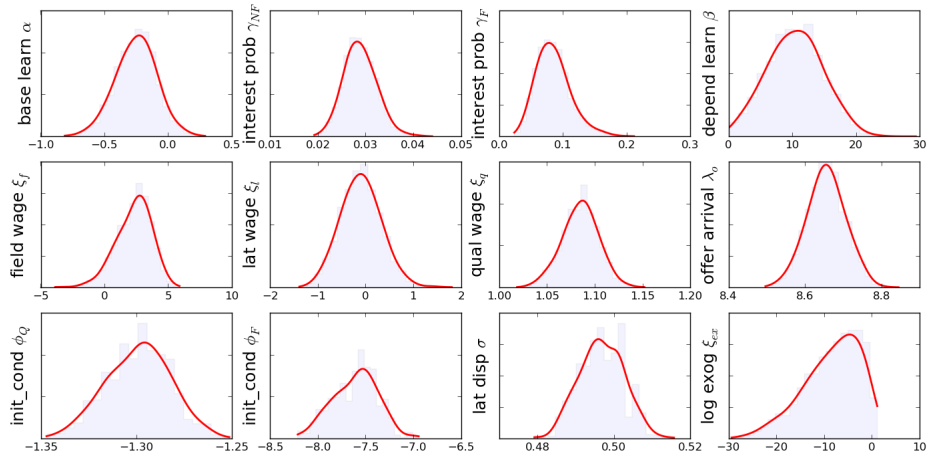 base learn α
−1.0 −0.5 0.0 0.5
interest prob γ_NF
0.01 0.02 0.03 0.04 0.05
interest prob γ_F
0.0 0.1 0.2 0.3
depend learn β
0 10 20 30
field wage ξ_f
−5 0 5 10
lat wage ξ_l
−2 −1 0 1 2
qual wage ξ_q
1.00 1.05 1.10 1.15 1.20
offer arrival λ_o
8.4 8.6 8.8
init_cond ϕ_Q
−1.35 −1.30 −1.25
init_cond ϕ_F
−8.5 −8.0 −7.5 −7.0 −6.5
lat disp σ
0.48 0.50 0.52
log exog ξ_ex
−30 −20 −10 0 10